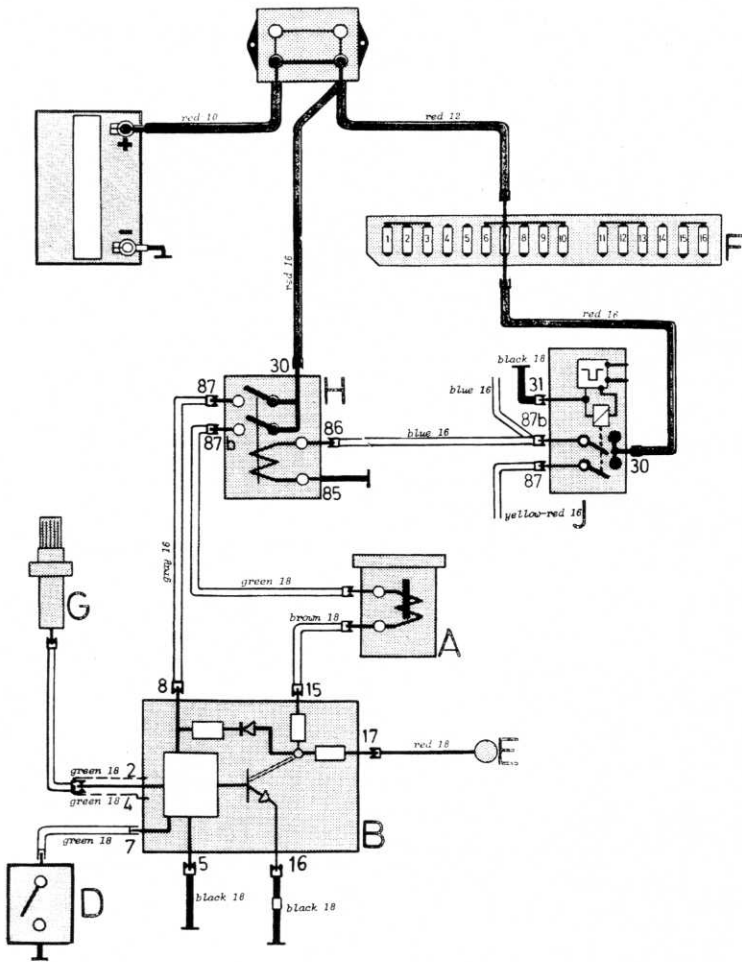 red 10
red 12
+
−
1 2 3 4 5 6 8 9 10 11 12 13 14 15 16
F
red 16
red 16
black 18
30
H
31
87
blue 16
87b
86
87b
blue 16
30
85
87
yellow-red 16
J
gray 16
G
green 18
brown 18
A
8
15
17
red 18
E
green 18
2
green 18
4
green 18
7
B
5
16
D
black 18
black 18